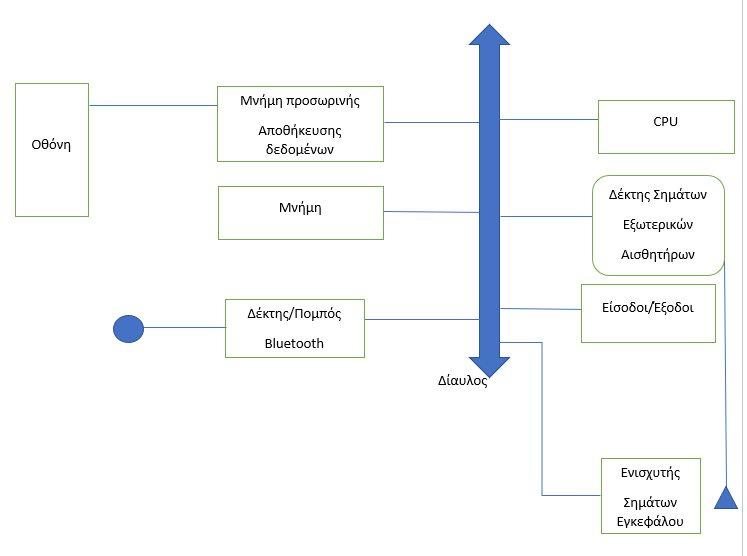 Οθόνη
Μνήμη προσωρινής
Αποθήκευσης
δεδομένων
Μνήμη
Δέκτης/Πομπός
Bluetooth
Δίαυλος
CPU
Δέκτης Σημάτων
Εξωτερικών
Αισθητήρων
Είσοδοι/Έξοδοι
Ενισχυτής
Σημάτων
Εγκεφάλου